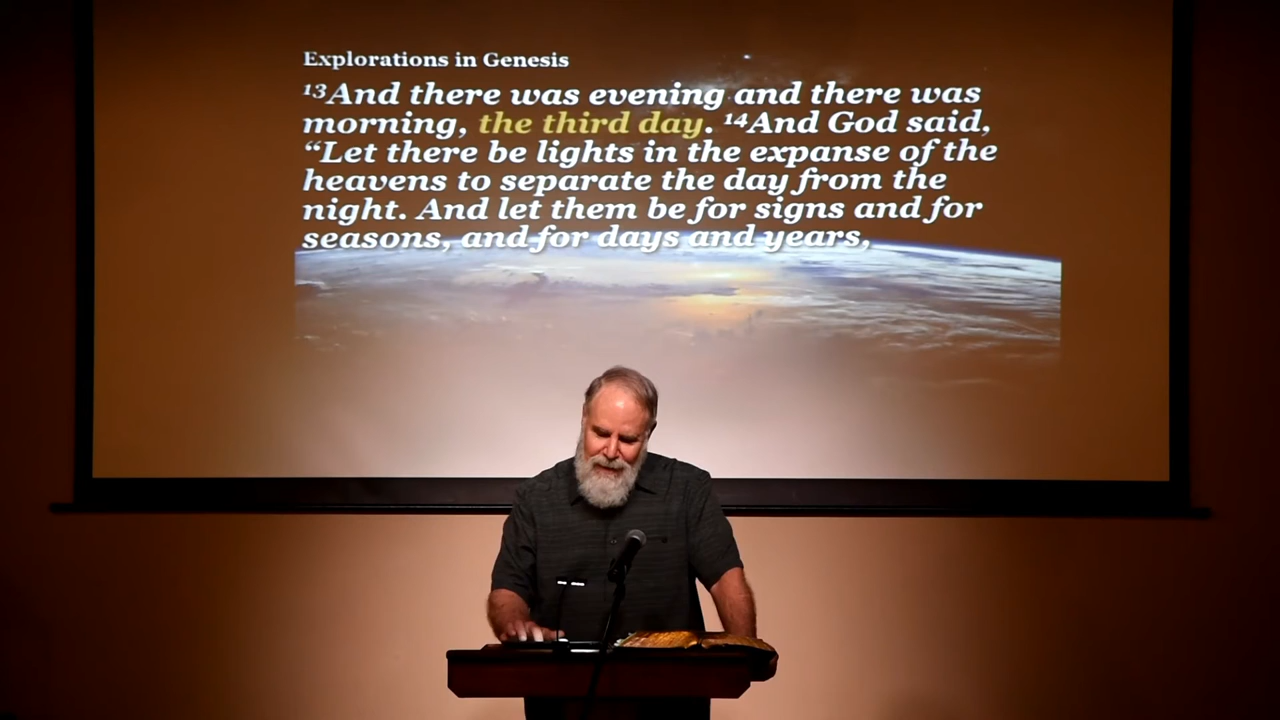 Explorations in Genesis
¹³And there was evening and there was
morning, the third day. ¹⁴And God said,
“Let there be lights in the expanse of the
heavens to separate the day from the
night. And let them be for signs and for
seasons, and for days and years,